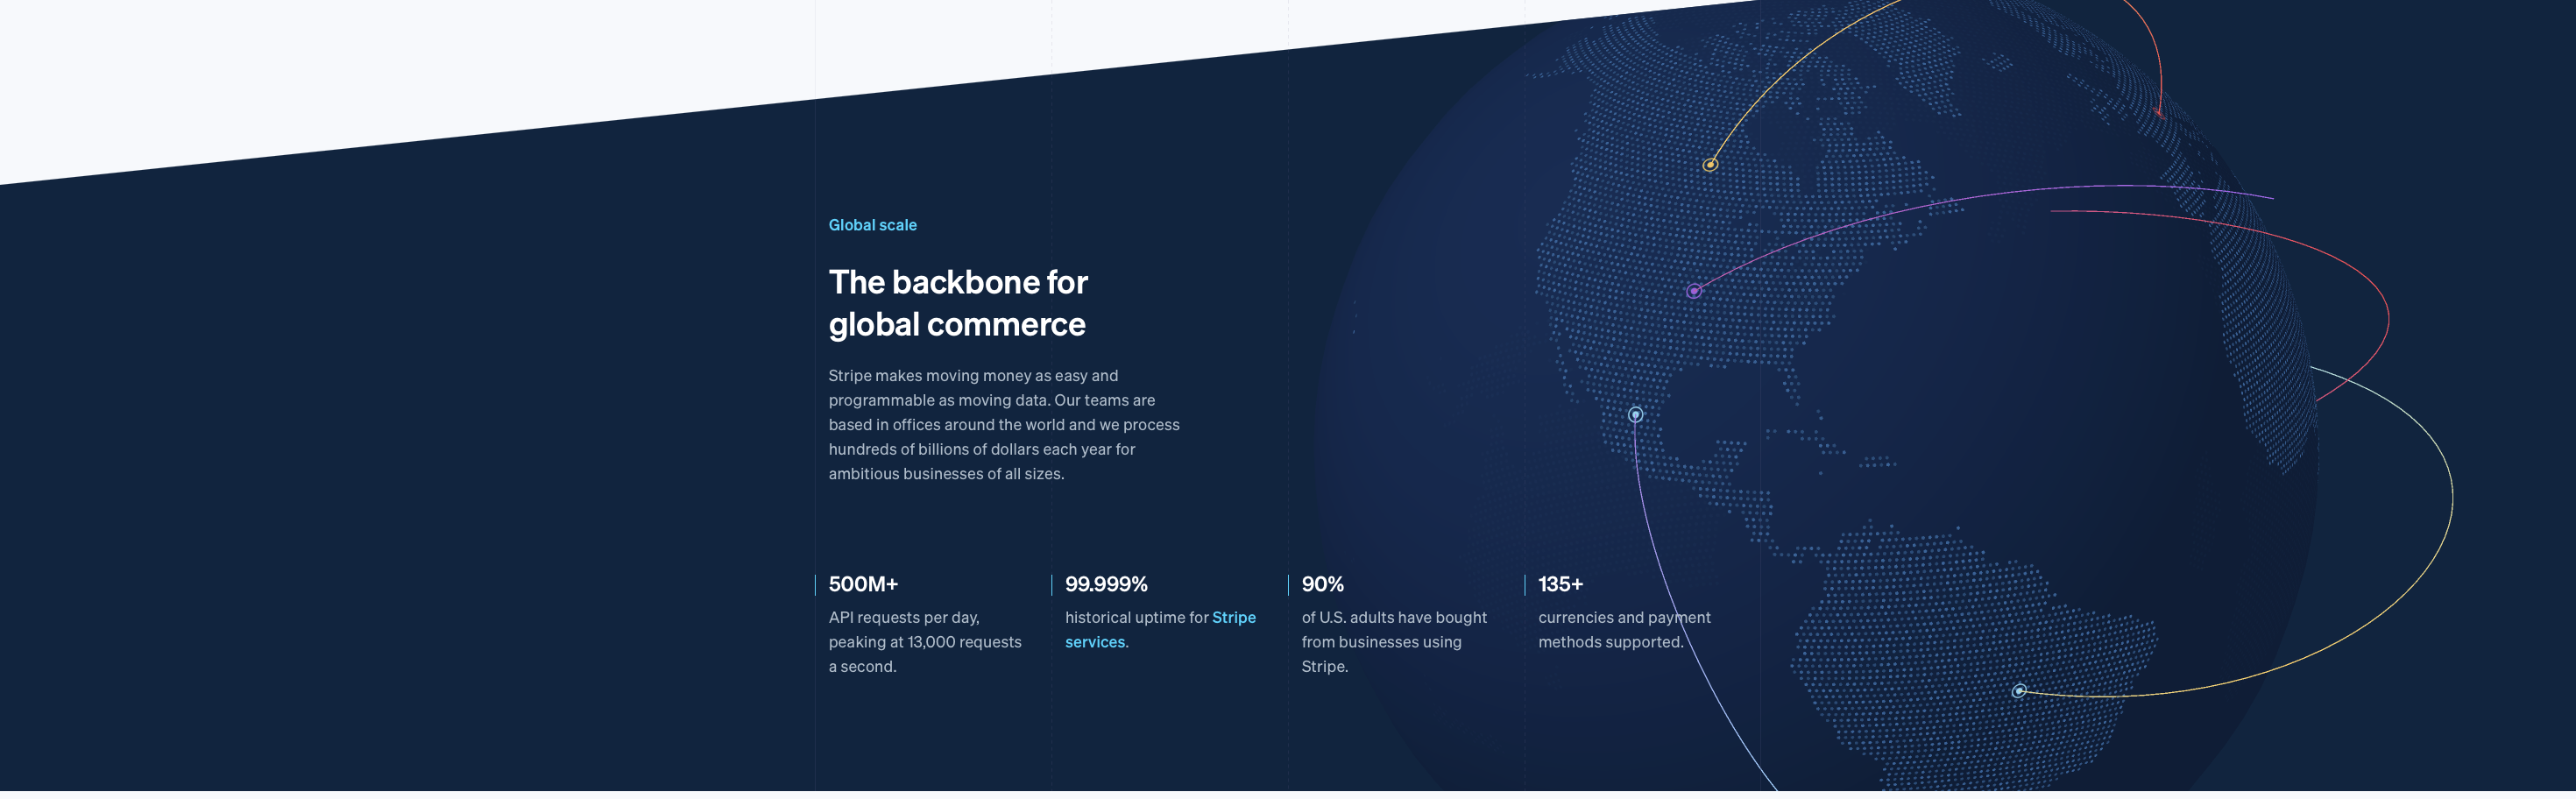 Global scale
The backbone for
global commerce
Stripe makes moving money as easy and
programmable as moving data. Our teams are
based in offices around the world and we process
hundreds of billions of dollars each year for
ambitious businesses of all sizes.
500M+
API requests per day,
peaking at 13,000 requests
a second.
99.999%
historical uptime for Stripe
services.
90%
of U.S. adults have bought
from businesses using
Stripe.
135+
currencies and payment
methods supported.